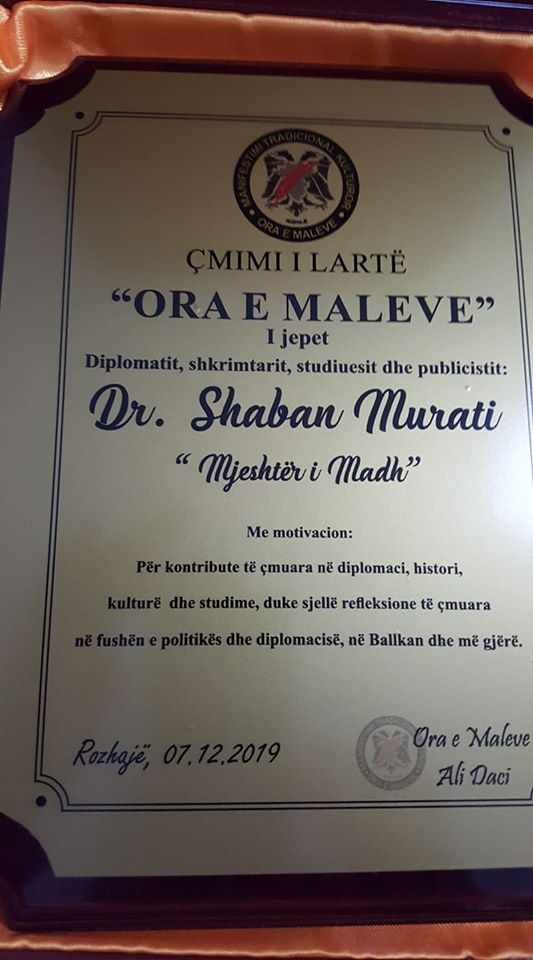 MANIFESTIMI TRADICIONAL KULTUROR
ORA E MALEVE
ÇMIMI I LARTË
“ORA E MALEVE”
I jepet
Diplomatit, shkrimtarit, studiuesit dhe publicistit:
Dr. Shaban Murati
“ Mjeshtër i Madh”
Me motivacion:
Për kontribute të çmuara në diplomaci, histori,
kulturë dhe studime, duke sjellë refleksione të çmuara
në fushën e politikës dhe diplomacisë, në Ballkan dhe më gjërë.
Rozhajë, 07.12.2019
Ora e Maleve
Ali Daci